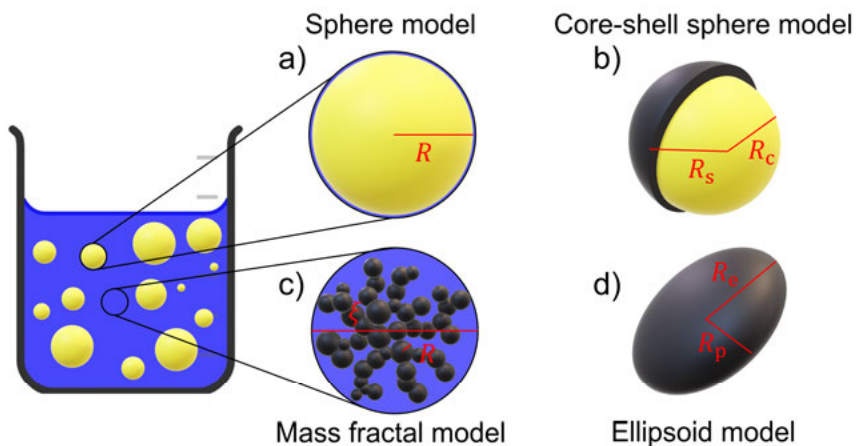 Sphere model
Core-shell sphere model
a)
b)
R
R_s
R_c
c)
d)
ξ
R
R_e
R_p
Mass fractal model
Ellipsoid model